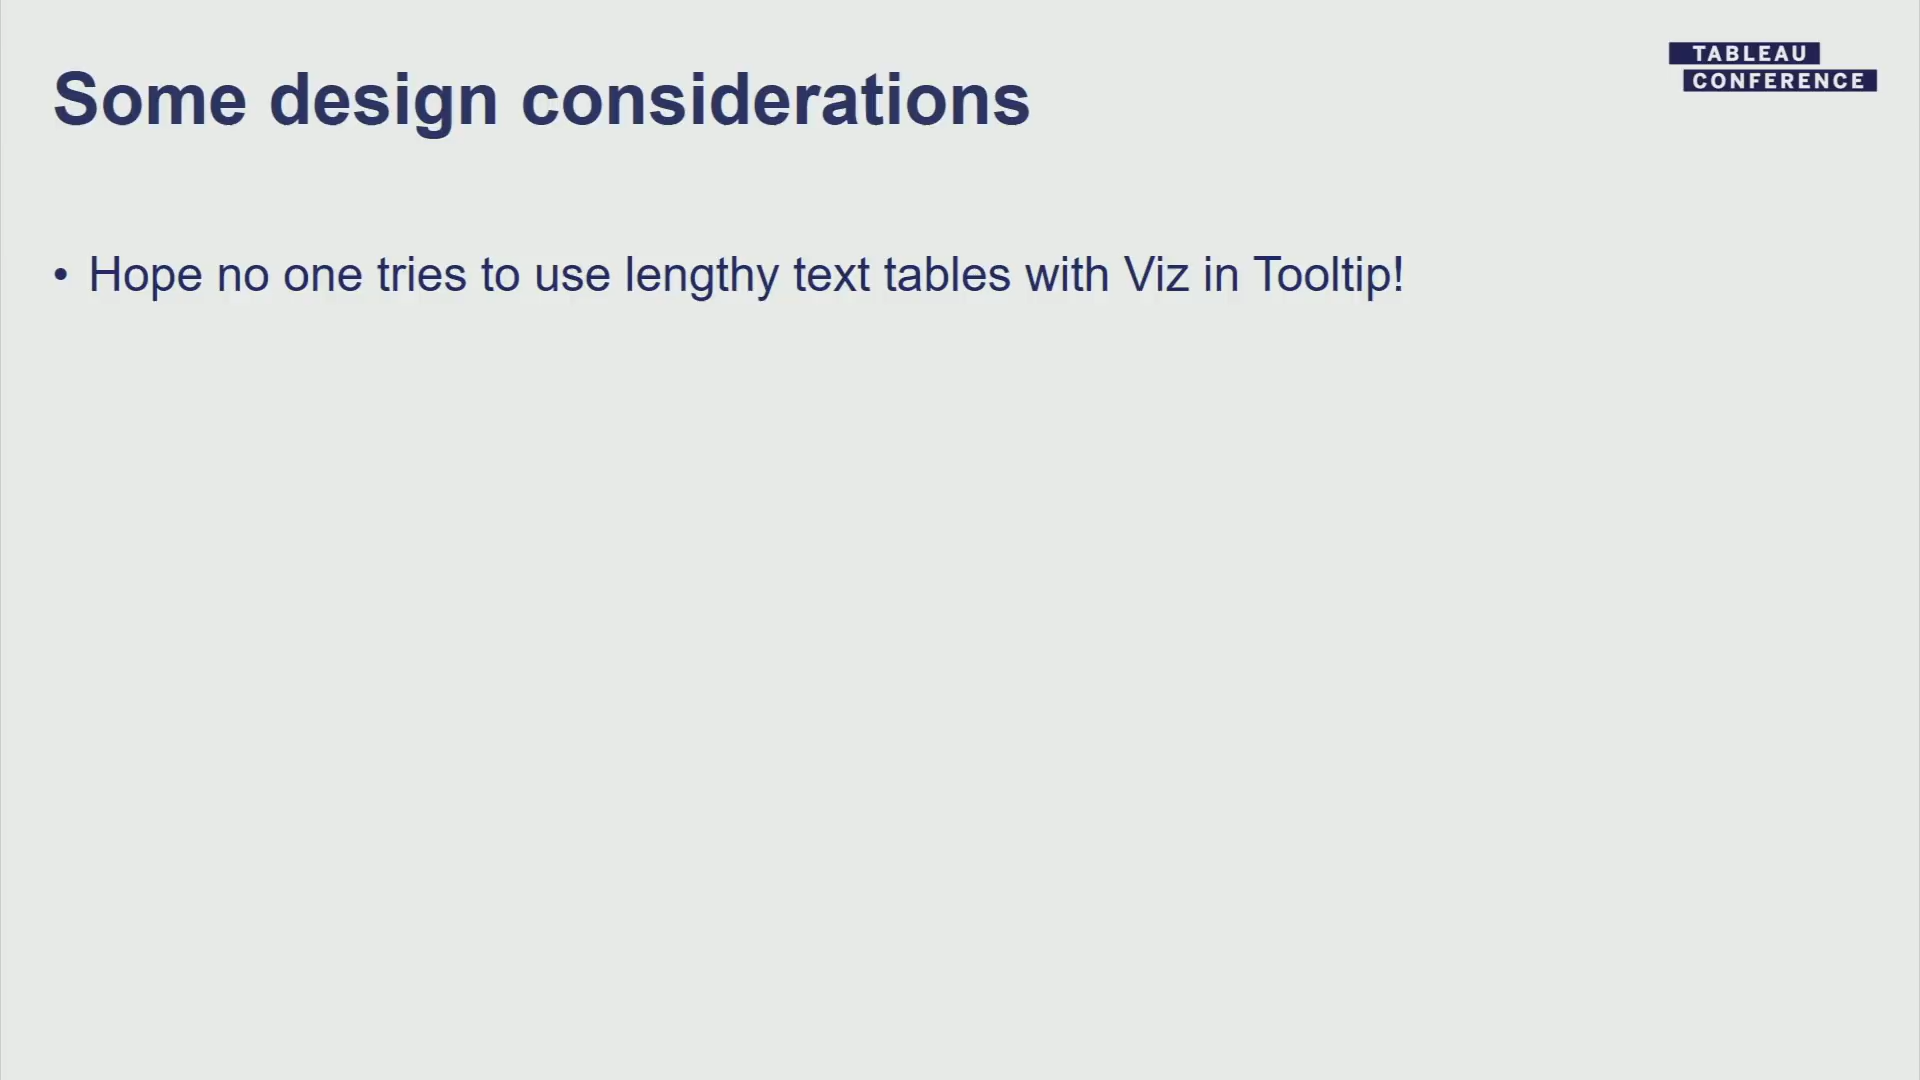 Some design considerations
TABLEAU
CONFERENCE
• Hope no one tries to use lengthy text tables with Viz in Tooltip!